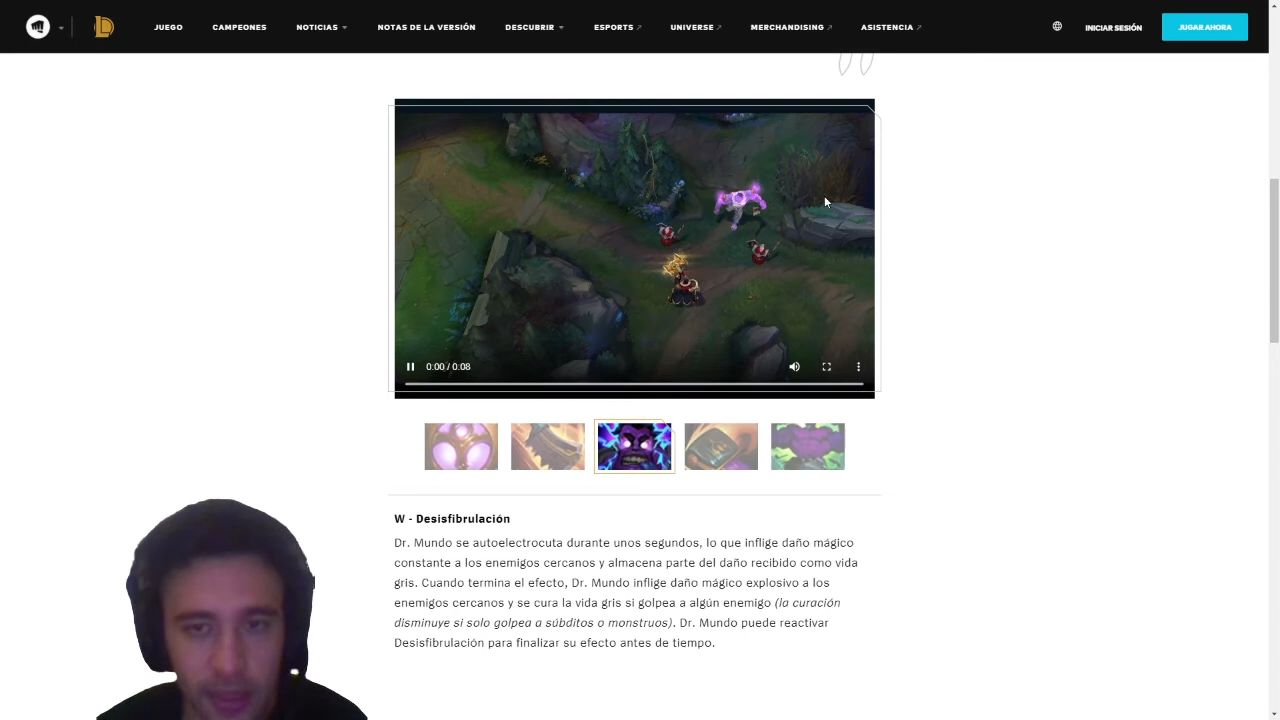 JUEGO CAMPEONES NOTICIAS NOTAS DE LA VERSIÓN DESCUBRIR ESPORTS UNIVERSE MERCHANDISING ASISTENCIA INICIAR SESIÓN JUGAR AHORA
0:00 / 0:08
W - Desisfibrulación
Dr. Mundo se autoelectrocuta durante unos segundos, lo que inflige daño mágico
constante a los enemigos cercanos y almacena parte del daño recibido como vida
gris. Cuando termina el efecto, Dr. Mundo inflige daño mágico explosivo a los
enemigos cercanos y se cura la vida gris si golpea a algún enemigo (la curación
disminuye si solo golpea a súbditos o monstruos). Dr. Mundo puede reactivar
Desisfibrulación para finalizar su efecto antes de tiempo.